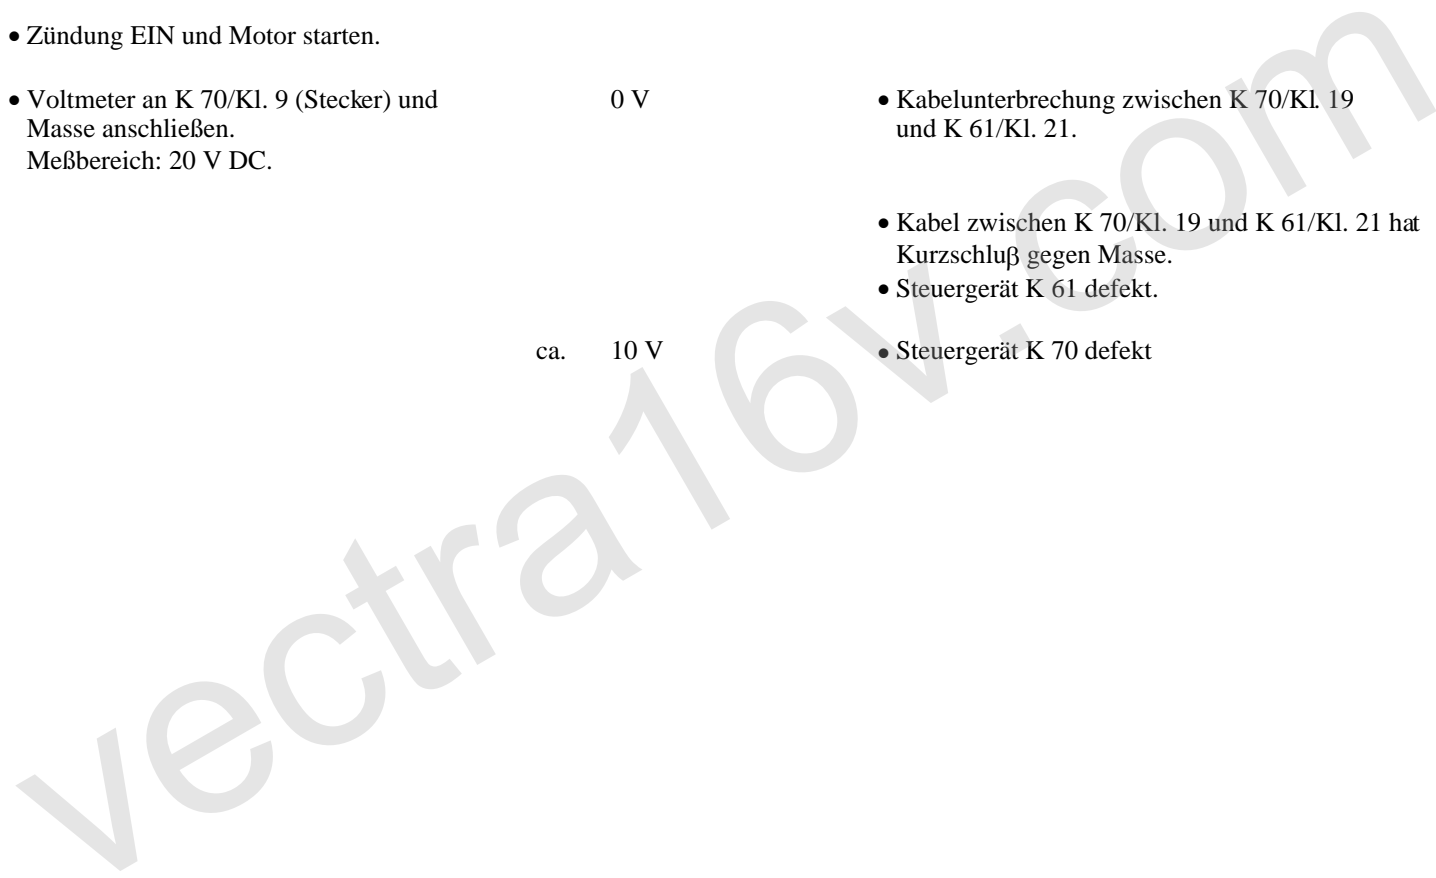 • Zündung EIN und Motor starten.
• Voltmeter an K 70/Kl. 9 (Stecker) und
Masse anschließen.
Meßbereich: 20 V DC.
0 V
• Kabelunterbrechung zwischen K 70/Kl. 19
und K 61/Kl. 21.
• Kabel zwischen K 70/Kl. 19 und K 61/Kl. 21 hat
Kurzschluβ gegen Masse.
• Steuergerät K 61 defekt.
ca. 10 V
• Steuergerät K 70 defekt
vectra16v.com